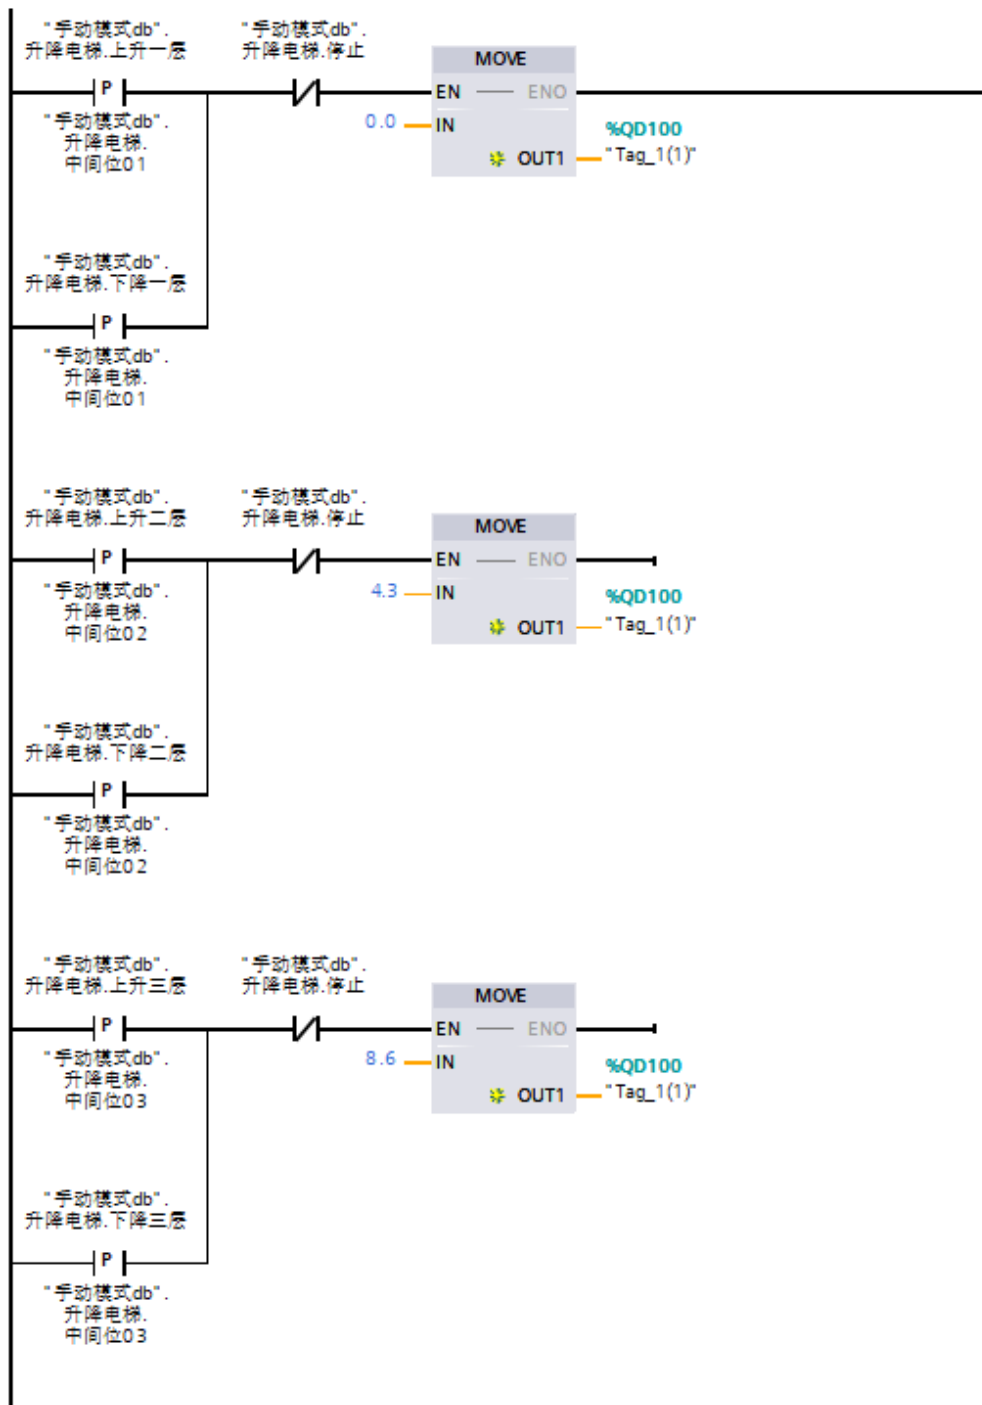 "手动模式db".
升降电梯.上升一层
"手动模式db".
升降电梯.停止
MOVE
P
EN
ENO
"手动模式db".
升降电梯.
中间位01
0.0
IN
%QD100
OUT1
"Tag_1(1)"
"手动模式db".
升降电梯.下降一层
P
"手动模式db".
升降电梯.
中间位01
"手动模式db".
升降电梯.上升二层
"手动模式db".
升降电梯.停止
MOVE
P
EN
ENO
"手动模式db".
升降电梯.
中间位02
4.3
IN
%QD100
OUT1
"Tag_1(1)"
"手动模式db".
升降电梯.下降二层
P
"手动模式db".
升降电梯.
中间位02
"手动模式db".
升降电梯.上升三层
"手动模式db".
升降电梯.停止
MOVE
P
EN
ENO
"手动模式db".
升降电梯.
中间位03
8.6
IN
%QD100
OUT1
"Tag_1(1)"
"手动模式db".
升降电梯.下降三层
P
"手动模式db".
升降电梯.
中间位03